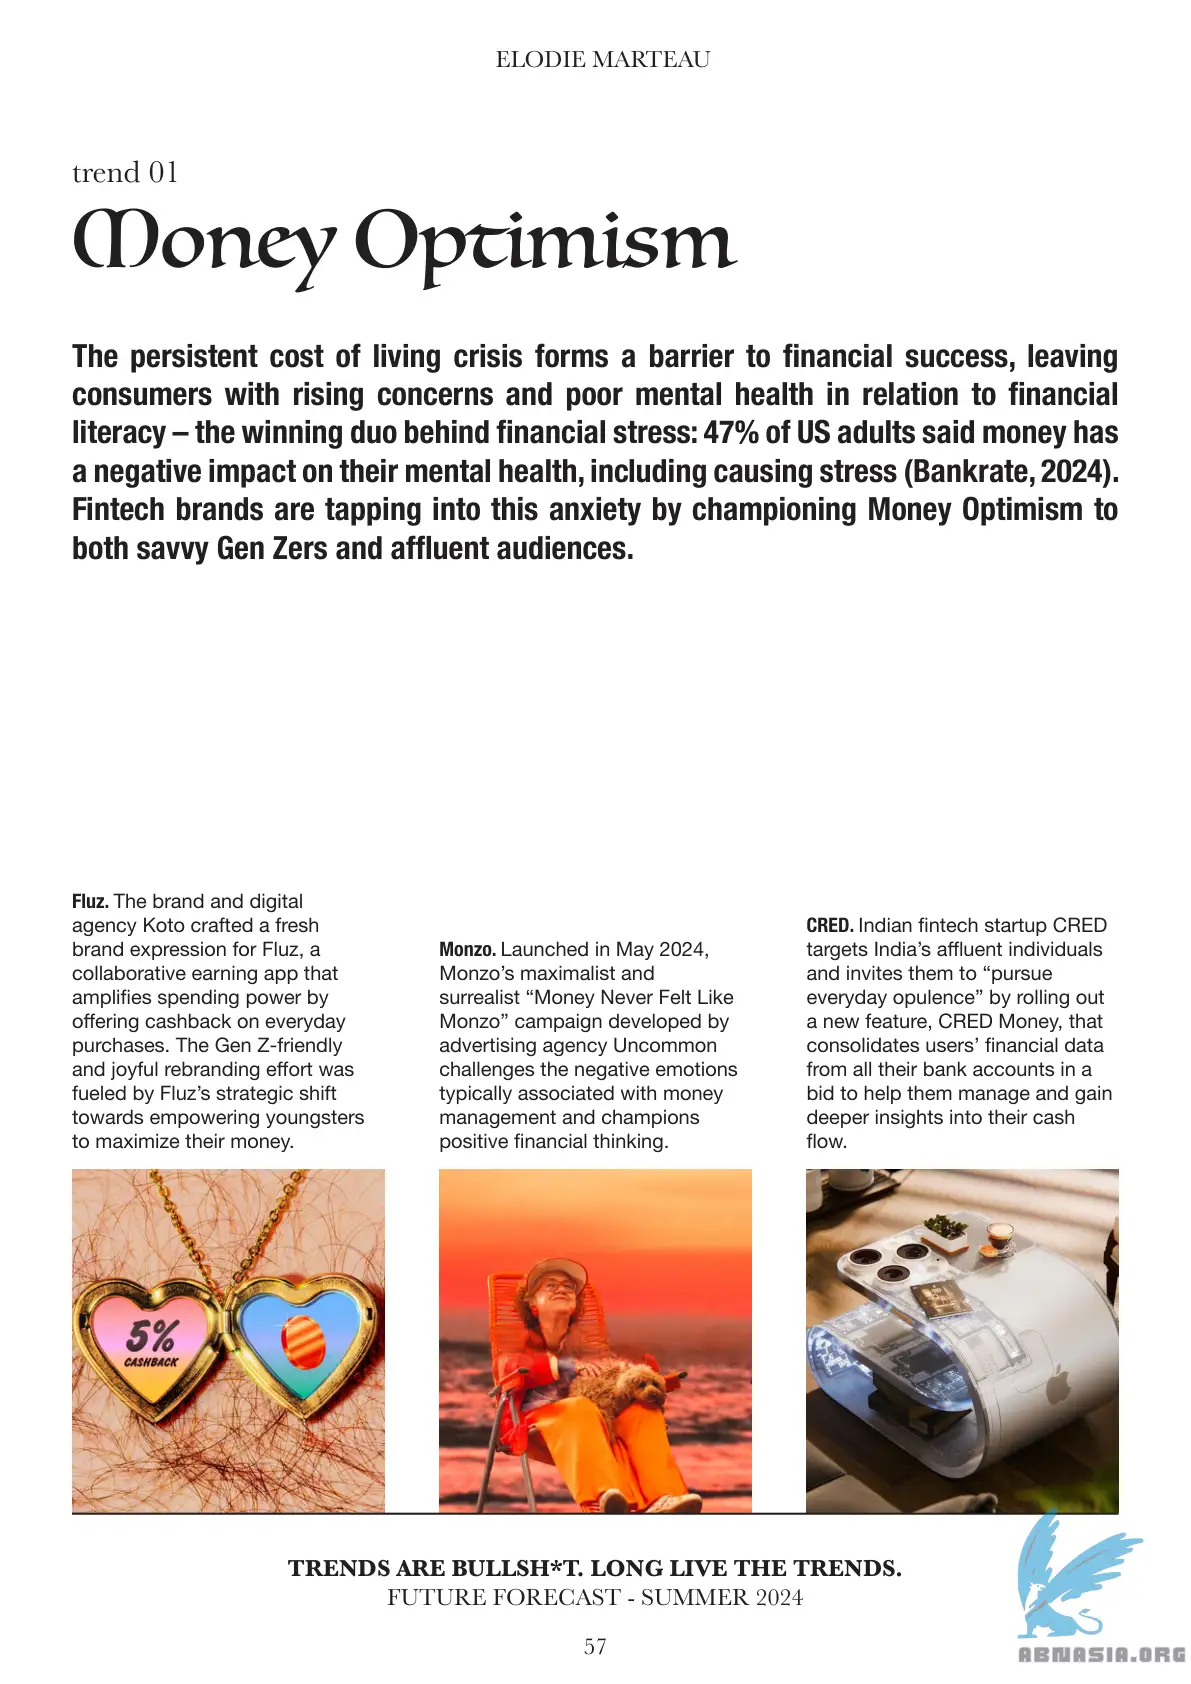 ELODIE MARTEAU
trend 01
Money Optimism
The persistent cost of living crisis forms a barrier to financial success, leaving
consumers with rising concerns and poor mental health in relation to financial
literacy – the winning duo behind financial stress: 47% of US adults said money has
a negative impact on their mental health, including causing stress (Bankrate, 2024).
Fintech brands are tapping into this anxiety by championing Money Optimism to
both savvy Gen Zers and affluent audiences.
Fluz. The brand and digital
agency Koto crafted a fresh
brand expression for Fluz, a
collaborative earning app that
amplifies spending power by
offering cashback on everyday
purchases. The Gen Z-friendly
and joyful rebranding effort was
fueled by Fluz’s strategic shift
towards empowering youngsters
to maximize their money.
Monzo. Launched in May 2024,
Monzo’s maximalist and
surrealist “Money Never Felt Like
Monzo” campaign developed by
advertising agency Uncommon
challenges the negative emotions
typically associated with money
management and champions
positive financial thinking.
CRED. Indian fintech startup CRED
targets India’s affluent individuals
and invites them to “pursue
everyday opulence” by rolling out
a new feature, CRED Money, that
consolidates users’ financial data
from all their bank accounts in a
bid to help them manage and gain
deeper insights into their cash
flow.
5%
CASHBACK
TRENDS ARE BULLSH*T. LONG LIVE THE TRENDS.
FUTURE FORECAST - SUMMER 2024
57
ABNASIA.ORG